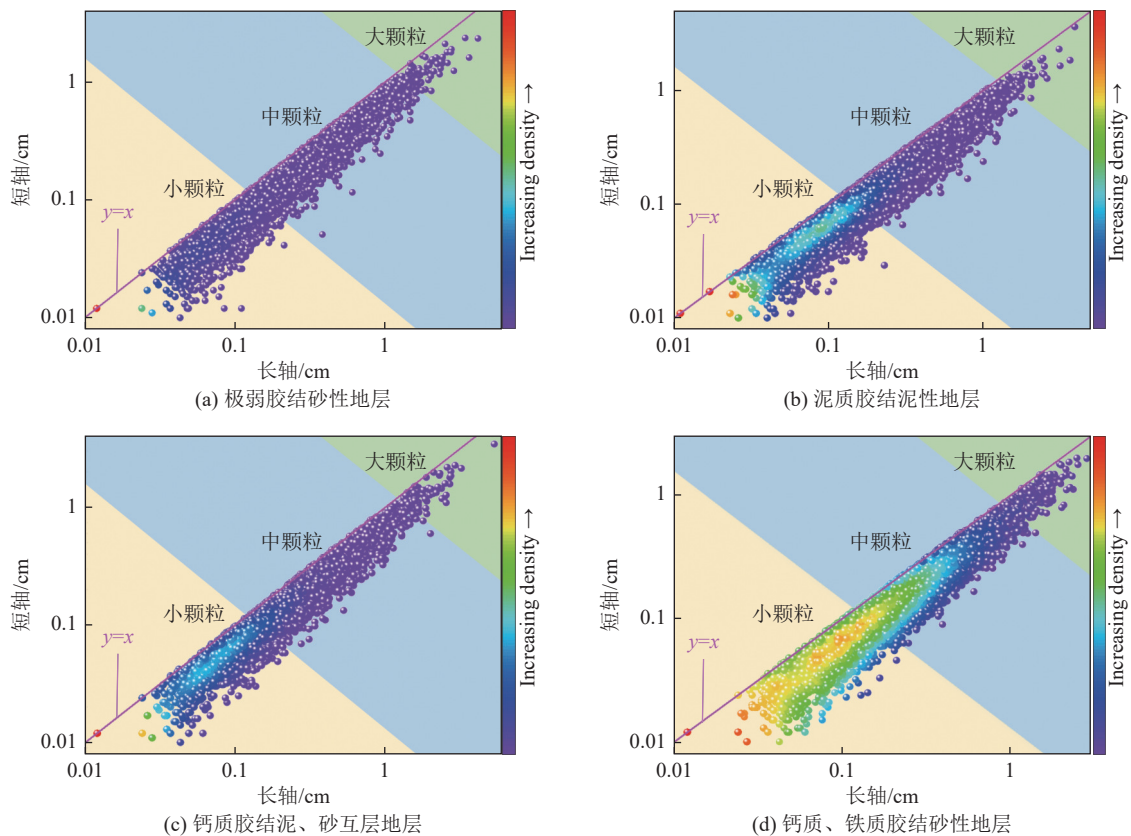 大颗粒
中颗粒
小颗粒
y=x
短轴/cm
1
0.1
0.01
0.01
0.1
1
长轴/cm
Increasing density →
(a) 极弱胶结砂性地层
大颗粒
中颗粒
小颗粒
y=x
短轴/cm
1
0.1
0.01
0.01
0.1
1
长轴/cm
Increasing density →
(b) 泥质胶结泥性地层
大颗粒
中颗粒
小颗粒
y=x
短轴/cm
1
0.1
0.01
0.01
0.1
1
长轴/cm
Increasing density →
(c) 钙质胶结泥、砂互层地层
大颗粒
中颗粒
小颗粒
y=x
短轴/cm
1
0.1
0.01
0.01
0.1
1
长轴/cm
Increasing density →
(d) 钙质、铁质胶结砂性地层